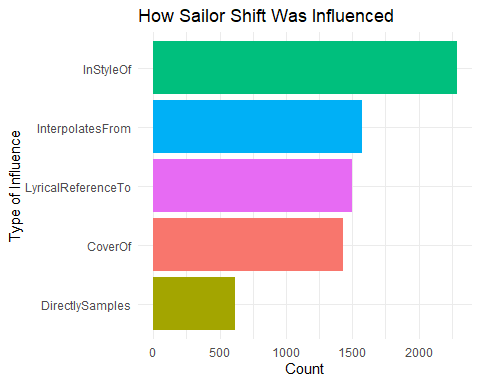 How Sailor Shift Was Influenced
InStyleOf
InterpolatesFrom
LyricalReferenceTo
CoverOf
DirectlySamples
Type of Influence
0 500 1000 1500 2000
Count